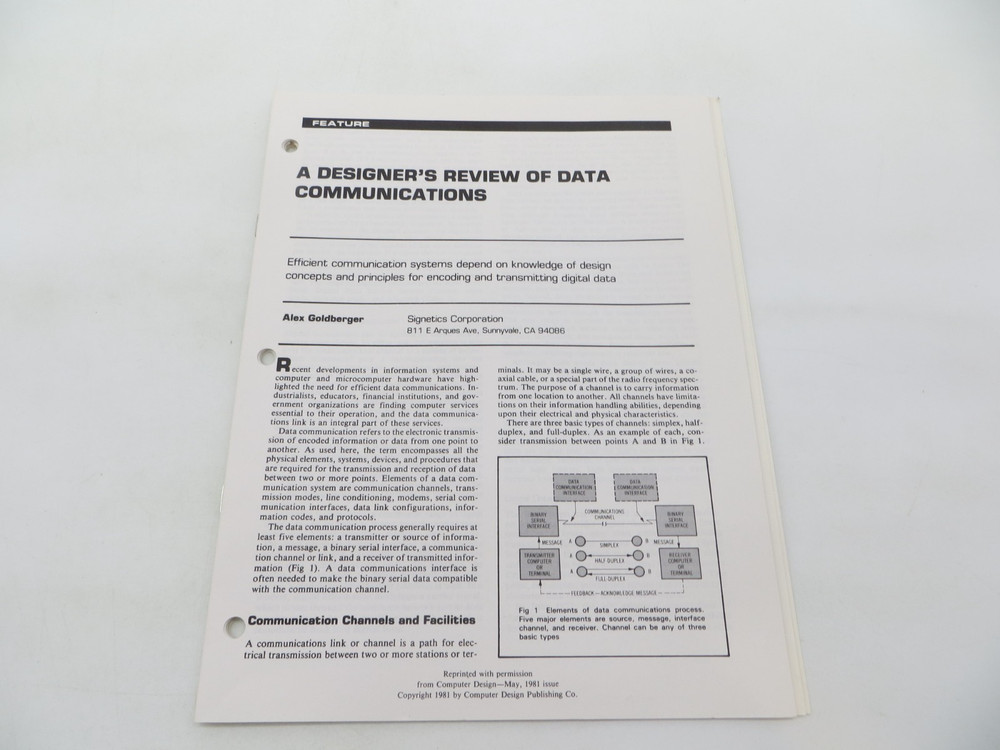 FEATURE
A DESIGNER'S REVIEW OF DATA
COMMUNICATIONS
Efficient communication systems depend on knowledge of design
concepts and principles for encoding and transmitting digital data
Alex Goldberger
Signetics Corporation
811 E Arques Ave, Sunnyvale, CA 94086
Recent developments in information systems and
computer and microcomputer hardware have high-
lighted the need for efficient data communications. In-
dustrialists, educators, financial institutions, and gov-
ernment organizations are finding computer services
essential to their operation, and the data communica-
tions link is an integral part of these services.
Data communication refers to the electronic transmis-
sion of encoded information or data from one point to
another. As used here, the term encompasses all the
physical elements, systems, devices, and procedures that
are required for the transmission and reception of data
between two or more points. Elements of a data com-
munication system are communication channels, trans-
mission modes, line conditioning, modems, serial com-
munication interfaces, data link configurations, infor-
mation codes, and protocols.
The data communication process generally requires at
least five elements: a transmitter or source of informa-
tion, a message, a binary serial interface, a communica-
tion channel or link, and a receiver of transmitted infor-
mation (Fig 1). A data communications interface is
often needed to make the binary serial data compatible
with the communication channel.
Communication Channels and Facilities
A communications link or channel is a path for elec-
trical transmission between two or more stations or ter-
minals. It may be a single wire, a group of wires, a co-
axial cable, or a special part of the radio frequency spec-
trum. The purpose of a channel is to carry information
from one location to another. All channels have limita-
tions on their information handling abilities, depending
upon their electrical and physical characteristics.
There are three basic types of channels: simplex, half-
duplex, and full-duplex. As an example of each, con-
sider transmission between points A and B in Fig 1.
DATA
COMMUNICATION
INTERFACE
DATA
COMMUNICATION
INTERFACE
BINARY
SERIAL
INTERFACE
COMMUNICATIONS
CHANNEL
BINARY
SERIAL
INTERFACE
MESSAGE
A
SIMPLEX
B
MESSAGE
TRANSMITTER
COMPUTER
OR
TERMINAL
A
HALF DUPLEX
B
RECEIVER
COMPUTER
OR
TERMINAL
A
FULL DUPLEX
B
FEEDBACK—ACKNOWLEDGE MESSAGE
Fig 1 Elements of data communications process.
Five major elements are source, message, interface
channel, and receiver. Channel can be any of three
basic types
Reprinted with permission
from Computer Design—May, 1981 issue
Copyright 1981 by Computer Design Publishing Co.